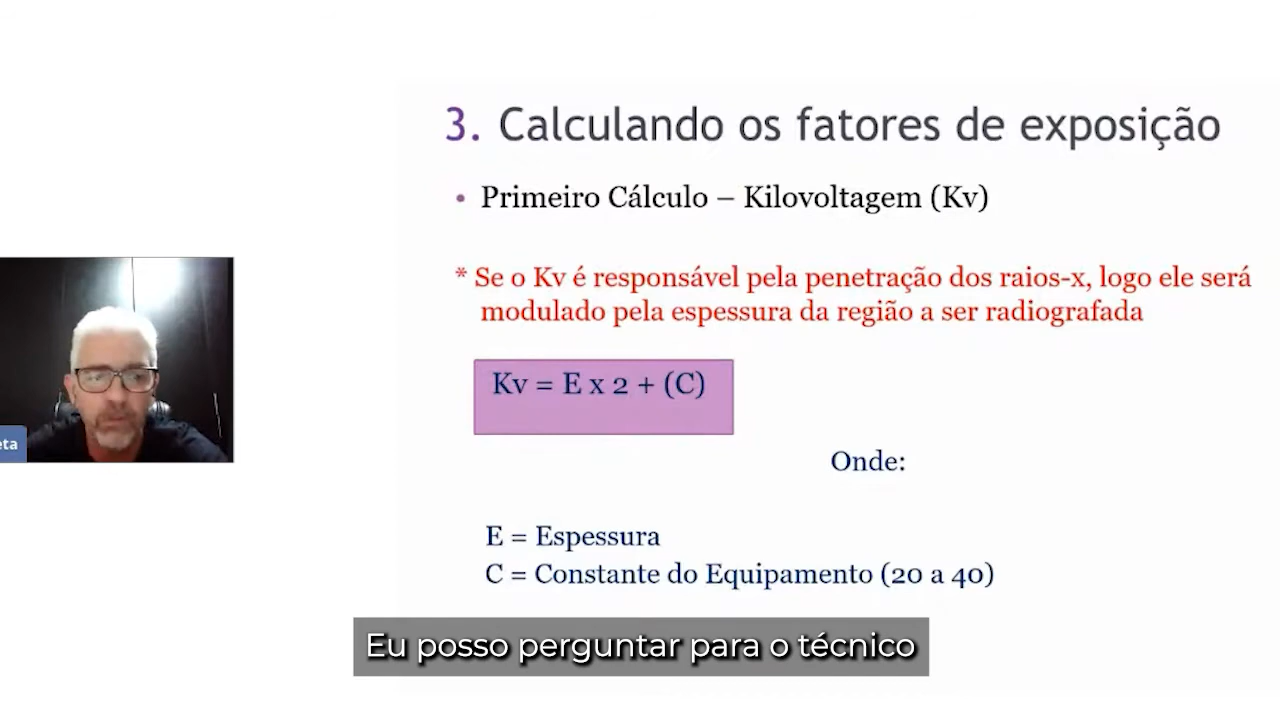 3. Calculando os fatores de exposição
• Primeiro Cálculo – Kilovoltagem (Kv)
* Se o Kv é responsável pela penetração dos raios-x, logo ele será
modulado pela espessura da região a ser radiografada
Kv = E x 2 + (C)
Onde:
eta
E = Espessura
C = Constante do Equipamento (20 a 40)
Eu posso perguntar para o técnico